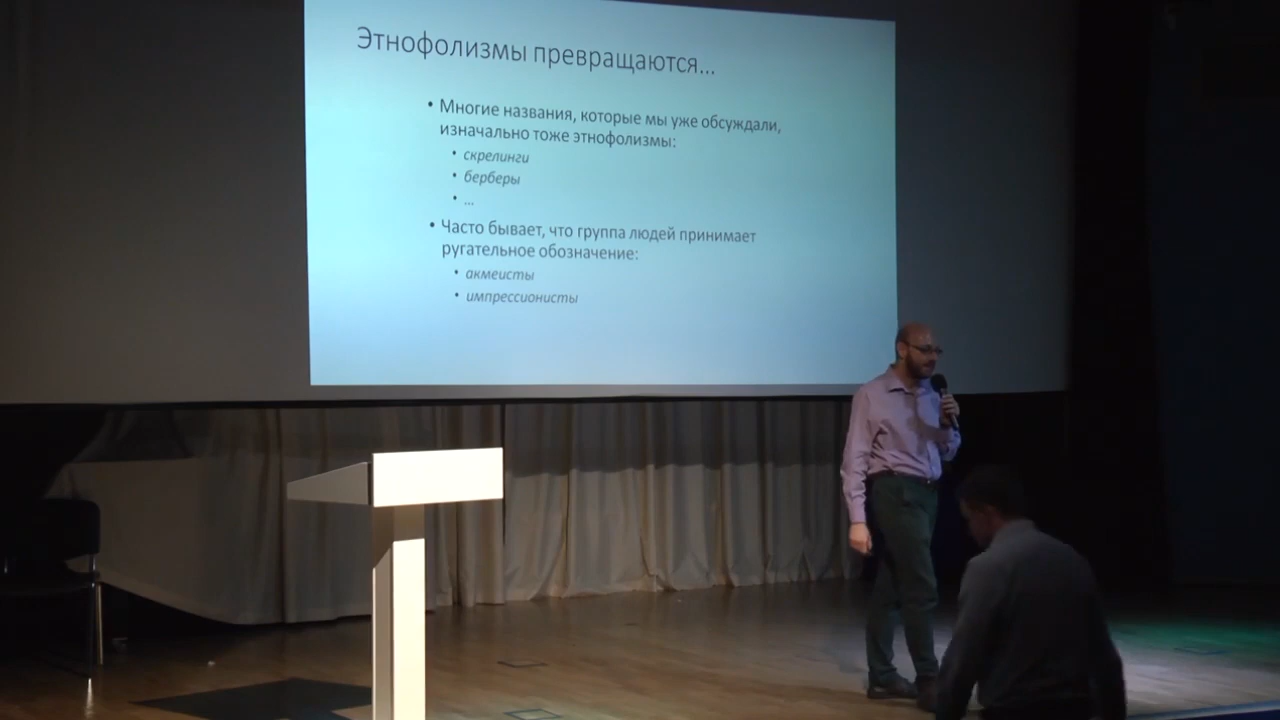 Этнофолизмы превращаются...
• Многие названия, которые мы уже обсуждали,
изначально тоже этнофолизмы:
• скрелинги
• берберы
• ...
• Часто бывает, что группа людей принимает
ругательное обозначение:
• акмеисты
• импрессионисты